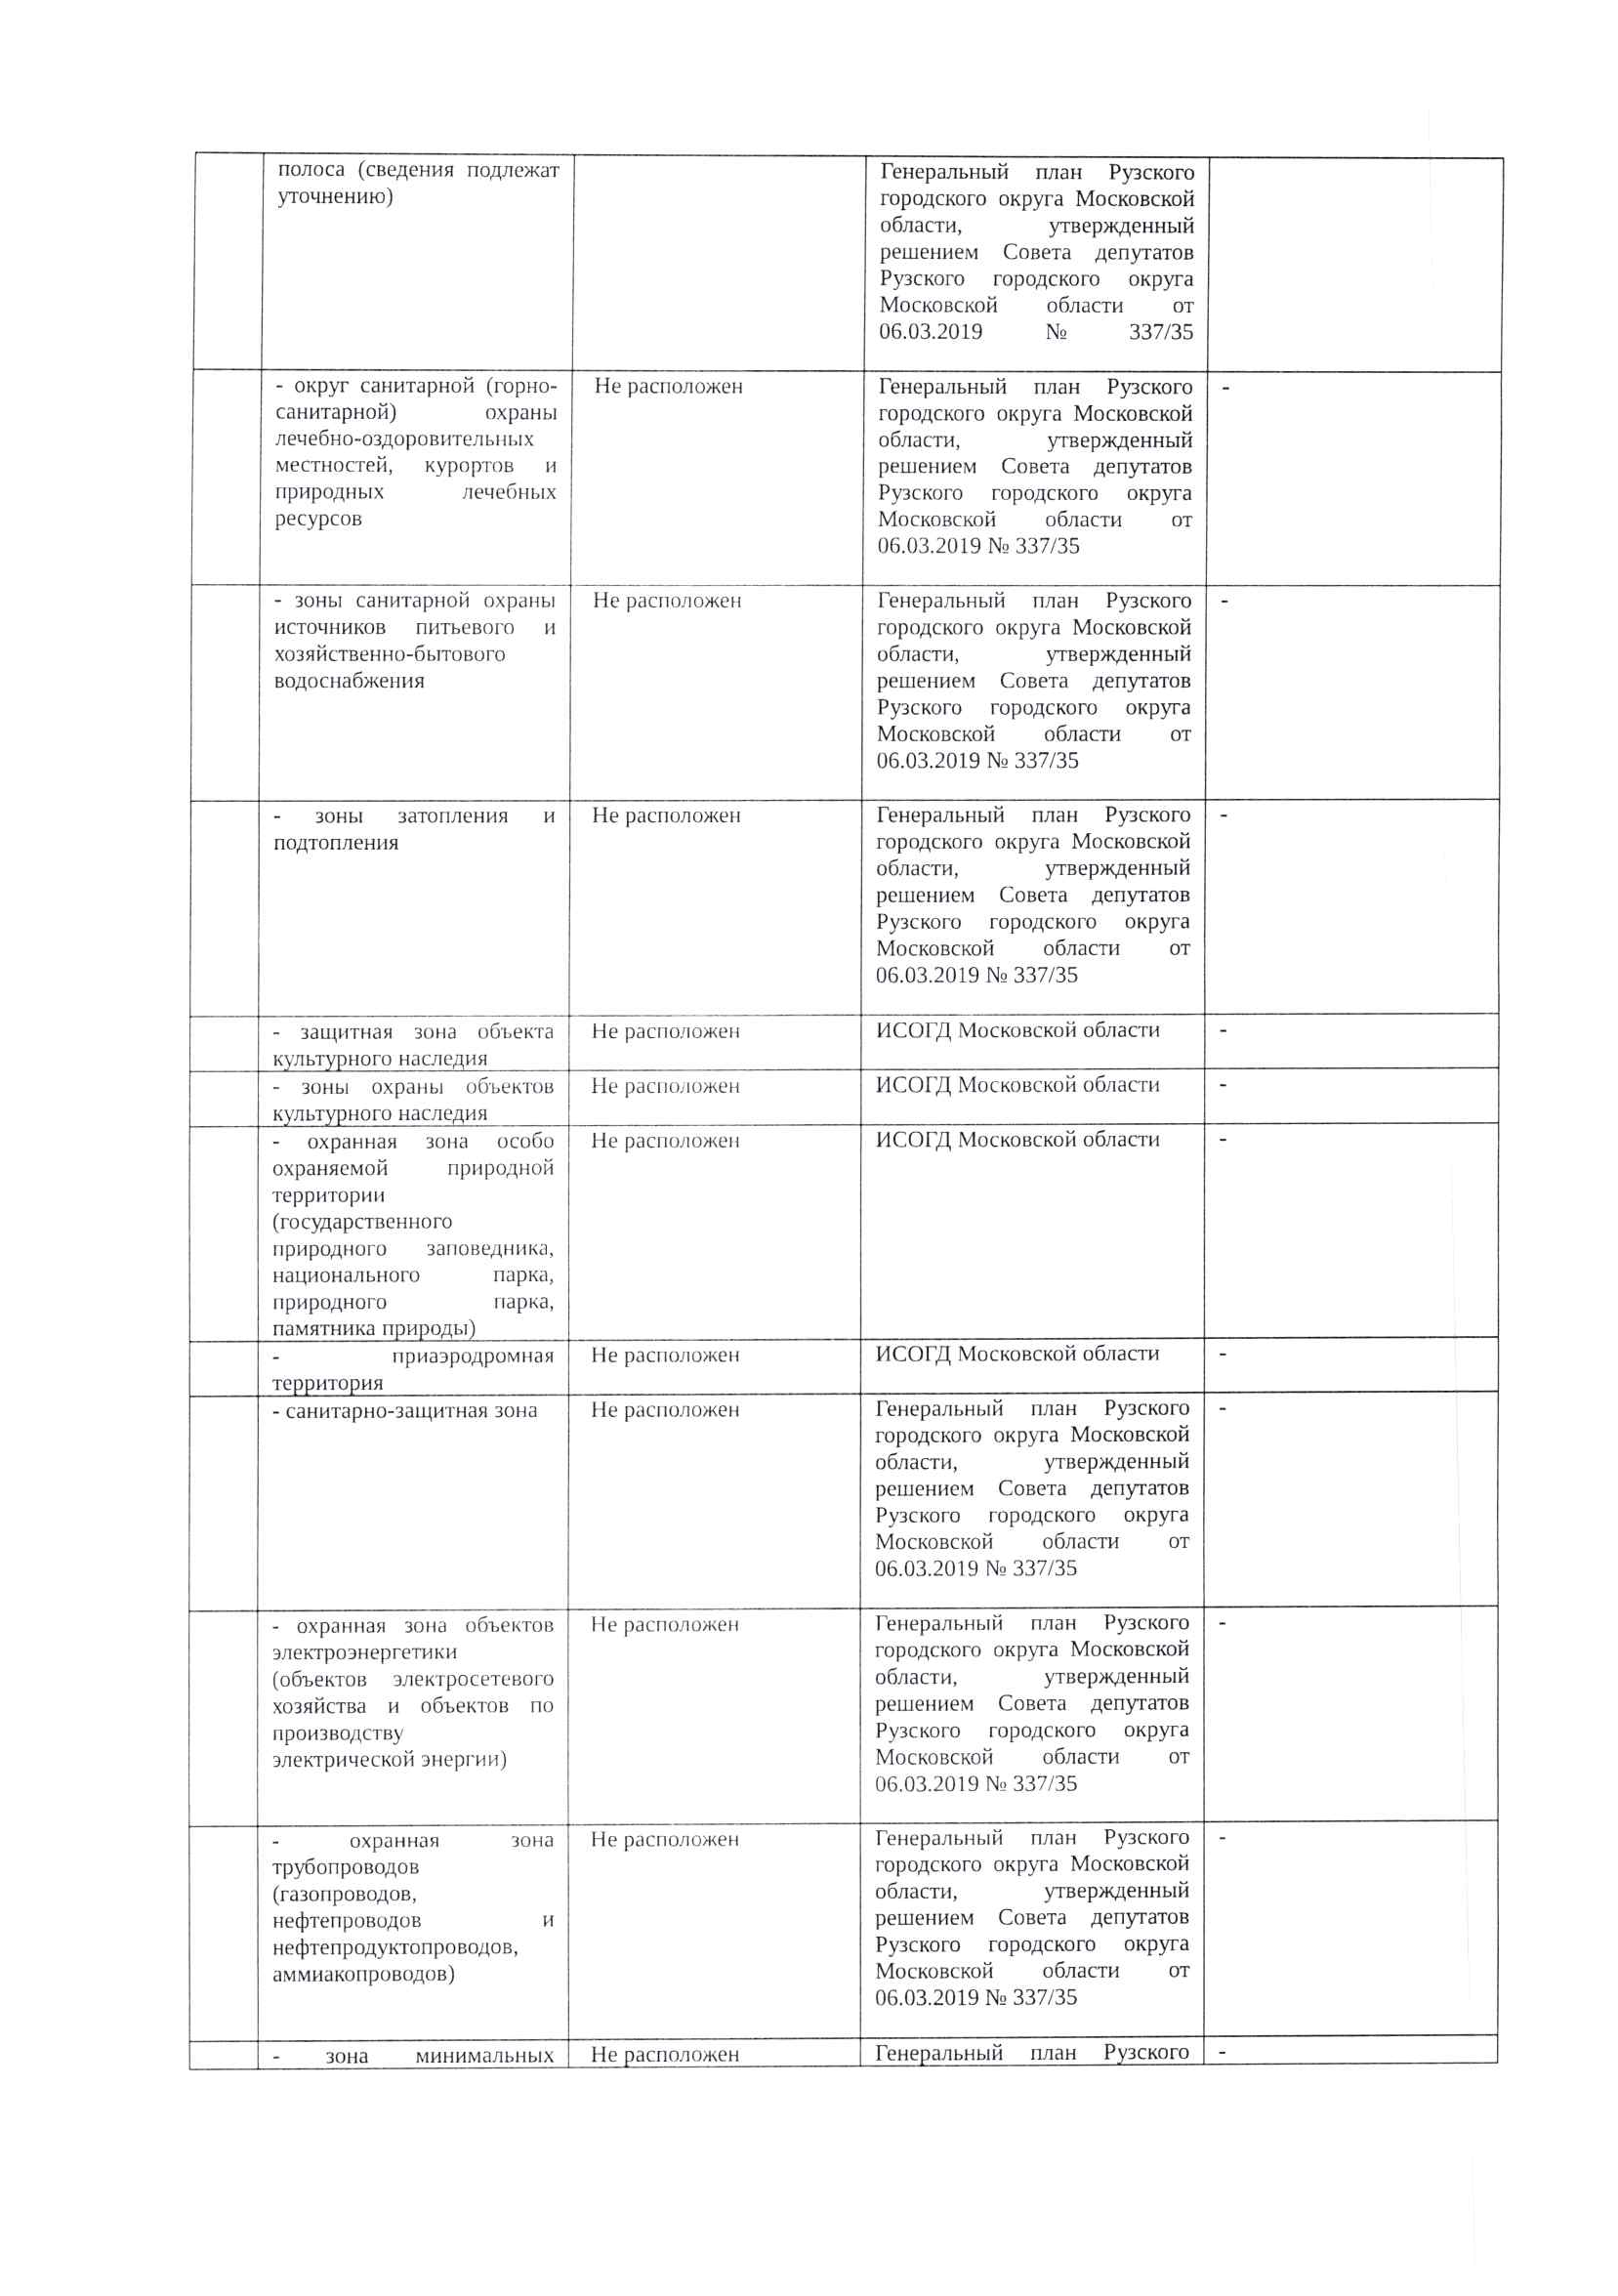 полоса (сведения подлежат
уточнению)
Генеральный план Рузского
городского округа Московской
области, утвержденный
решением Совета депутатов
Рузского городского округа
Московской области от
06.03.2019 № 337/35
- округ санитарной (горно-
санитарной) охраны
лечебно-оздоровительных
местностей, курортов и
природных лечебных
ресурсов
Не расположен
Генеральный план Рузского
городского округа Московской
области, утвержденный
решением Совета депутатов
Рузского городского округа
Московской области от
06.03.2019 № 337/35
-
- зоны санитарной охраны
источников питьевого и
хозяйственно-бытового
водоснабжения
Не расположен
Генеральный план Рузского
городского округа Московской
области, утвержденный
решением Совета депутатов
Рузского городского округа
Московской области от
06.03.2019 № 337/35
-
- зоны затопления и
подтопления
Не расположен
Генеральный план Рузского
городского округа Московской
области, утвержденный
решением Совета депутатов
Рузского городского округа
Московской области от
06.03.2019 № 337/35
-
- защитная зона объекта
культурного наследия
Не расположен
ИСОГД Московской области
-
- зоны охраны объектов
культурного наследия
Не расположен
ИСОГД Московской области
-
- охранная зона особо
охраняемой природной
территории
(государственного
природного заповедника,
национального парка,
природного парка,
памятника природы)
Не расположен
ИСОГД Московской области
-
- приаэродромная
территория
Не расположен
ИСОГД Московской области
-
- санитарно-защитная зона
Не расположен
Генеральный план Рузского
городского округа Московской
области, утвержденный
решением Совета депутатов
Рузского городского округа
Московской области от
06.03.2019 № 337/35
-
- охранная зона объектов
электроэнергетики
(объектов электросетевого
хозяйства и объектов по
производству
электрической энергии)
Не расположен
Генеральный план Рузского
городского округа Московской
области, утвержденный
решением Совета депутатов
Рузского городского округа
Московской области от
06.03.2019 № 337/35
-
- охранная зона
трубопроводов
(газопроводов,
нефтепроводов и
нефтепродуктопроводов,
аммиакопроводов)
Не расположен
Генеральный план Рузского
городского округа Московской
области, утвержденный
решением Совета депутатов
Рузского городского округа
Московской области от
06.03.2019 № 337/35
-
- зона минимальных
Не расположен
Генеральный план Рузского
-